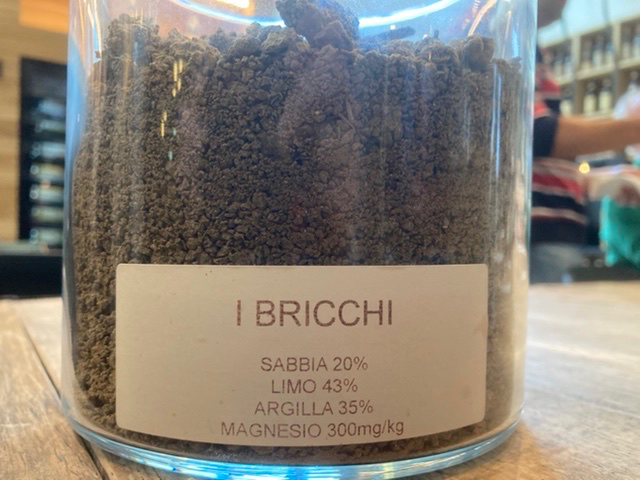 I BRICCHI
SABBIA 20%
LIMO 43%
ARGILLA 35%
MAGNESIO 300mg/kg